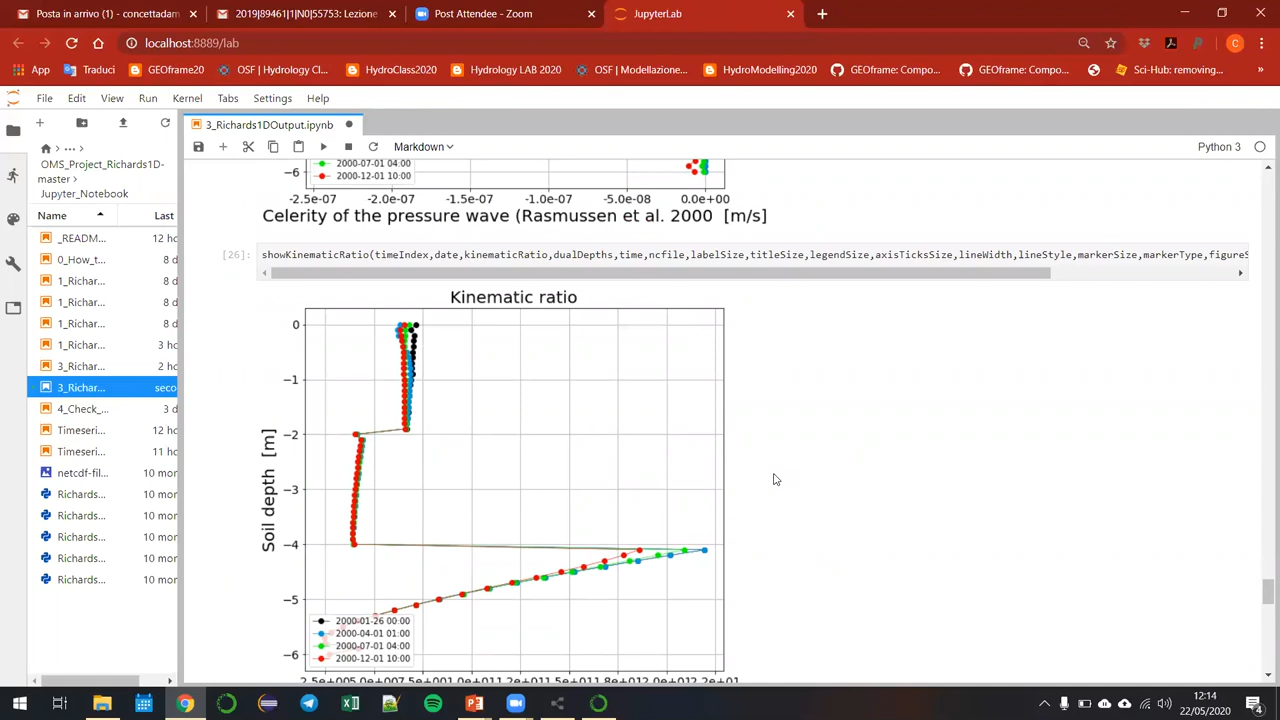 Posta in arrivo (1) - concettadam
2019|89461|1|N0|55753: Lezione
Post Attendee - Zoom
JupyterLab
localhost:8889/lab
App
Traduci
GEOframe20
OSF | Hydrology Cl...
HydroClass2020
Hydrology LAB 2020
OSF | Modellazione...
HydroModelling2020
GEOframe: Compo...
GEOframe: Compo...
Sci-Hub: removing...
»
File Edit View Run Kernel Tabs Settings Help
3_Richards1DOutput.ipynb
Markdown
Python 3
OMS_Project_Richards1D-
master >
Jupyter_Notebook
Name
Last
_READM...
12 ho
0_How_t...
8 d
1_Richar...
8 d
1_Richar...
8 d
1_Richar...
8 d
1_Richar...
3 h
3_Richar...
2 h
3_Richar...
seco
4_Check_...
3 d
Timeseri...
12 h
Timeseri...
11 h
netcdf-fil...
10 mor
Richards...
10 mor
Richards...
10 mor
Richards...
10 mor
Richards...
10 mor
Richards...
10 mor
2000-07-01 04:00
2000-12-01 10:00
−6
-2.5e-07 -2.0e-07 -1.5e-07 -1.0e-07 -5.0e-08 0.0e+00
Celerity of the pressure wave (Rasmussen et al. 2000 [m/s]
[26]:
showKinematicRatio(timeIndex,date,kinematicRatio,dualDepths,time,ncfile,labelSize,titleSize,legendSize,axisTicksSize,lineWidth,lineStyle,markerSize,markerType,figureS
Kinematic ratio
0
−1
−2
−3
−4
−5
−6
Soil depth [m]
2000-01-26 00:00
2000-04-01 01:00
2000-07-01 04:00
2000-12-01 10:00
12:14
22/05/2020